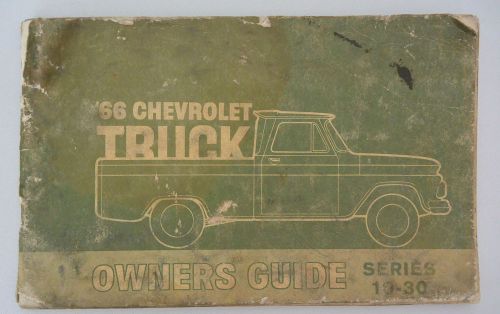 '66 CHEVROLET
TRUCK
OWNERS GUIDE SERIES
10-30